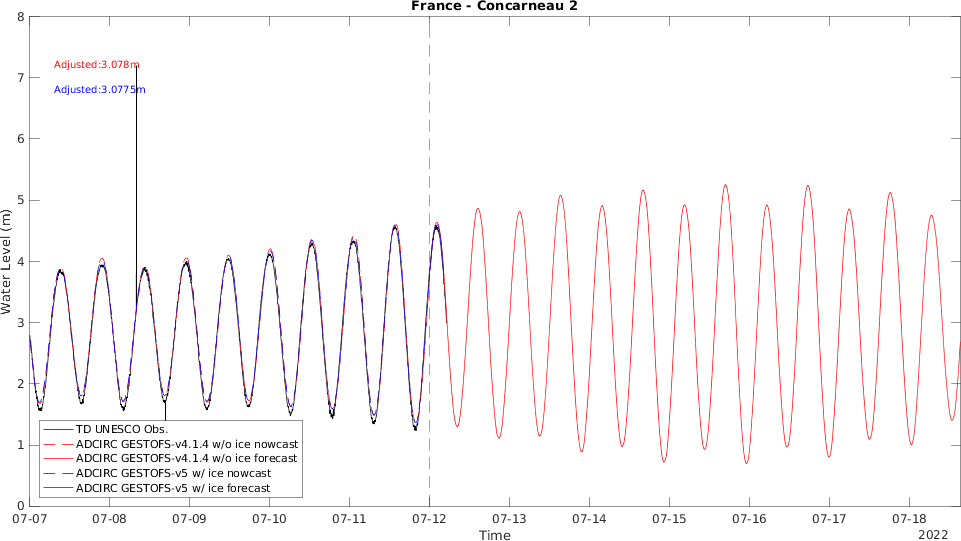 France - Concarneau 2
8
7
6
5
4
3
2
1
0
Water Level (m)
Adjusted:3.078m
Adjusted:3.0775m
TD UNESCO Obs.
ADCIRC GESTOFS-v4.1.4 w/o ice nowcast
ADCIRC GESTOFS-v4.1.4 w/o ice forecast
ADCIRC GESTOFS-v5 w/ ice nowcast
ADCIRC GESTOFS-v5 w/ ice forecast
07-07 07-08 07-09 07-10 07-11 07-12 07-13 07-14 07-15 07-16 07-17 07-18
Time
2022